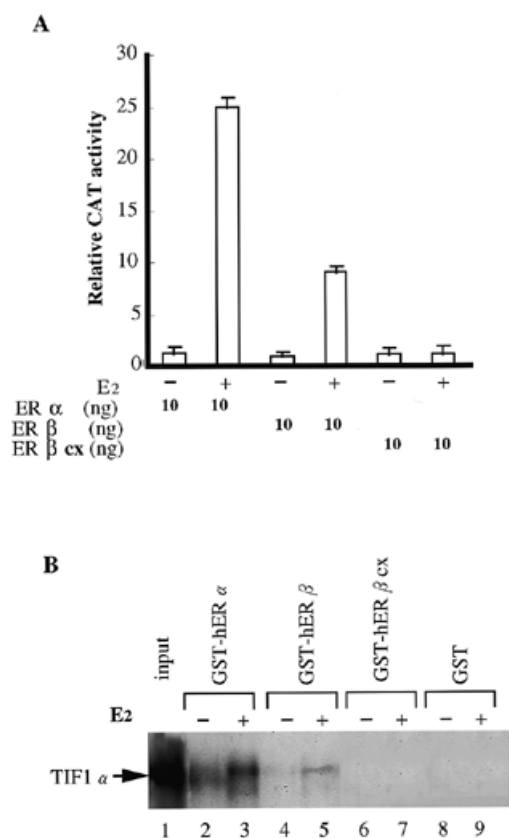 A
Relative CAT activity
30
25
20
15
10
5
0
E2 − + − + − +
ER α (ng) 10 10
ER β (ng) 10 10
ER β cx (ng) 10 10
B
input GST-hER α GST-hER β GST-hER β cx GST
E2 − + − + − + − +
TIF1 α
1 2 3 4 5 6 7 8 9